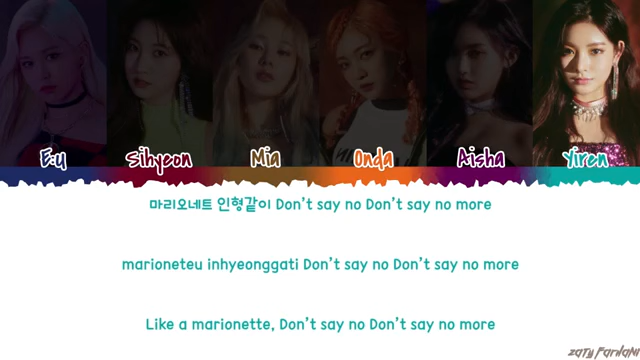 E:U Sihyeon Mia Onda Aisha Yiren
마리오네트 인형같이 Don't say no Don't say no more
marioneteu inhyeonggati Don't say no Don't say no more
Like a marionette, Don't say no Don't say no more
ZATY FARHANI